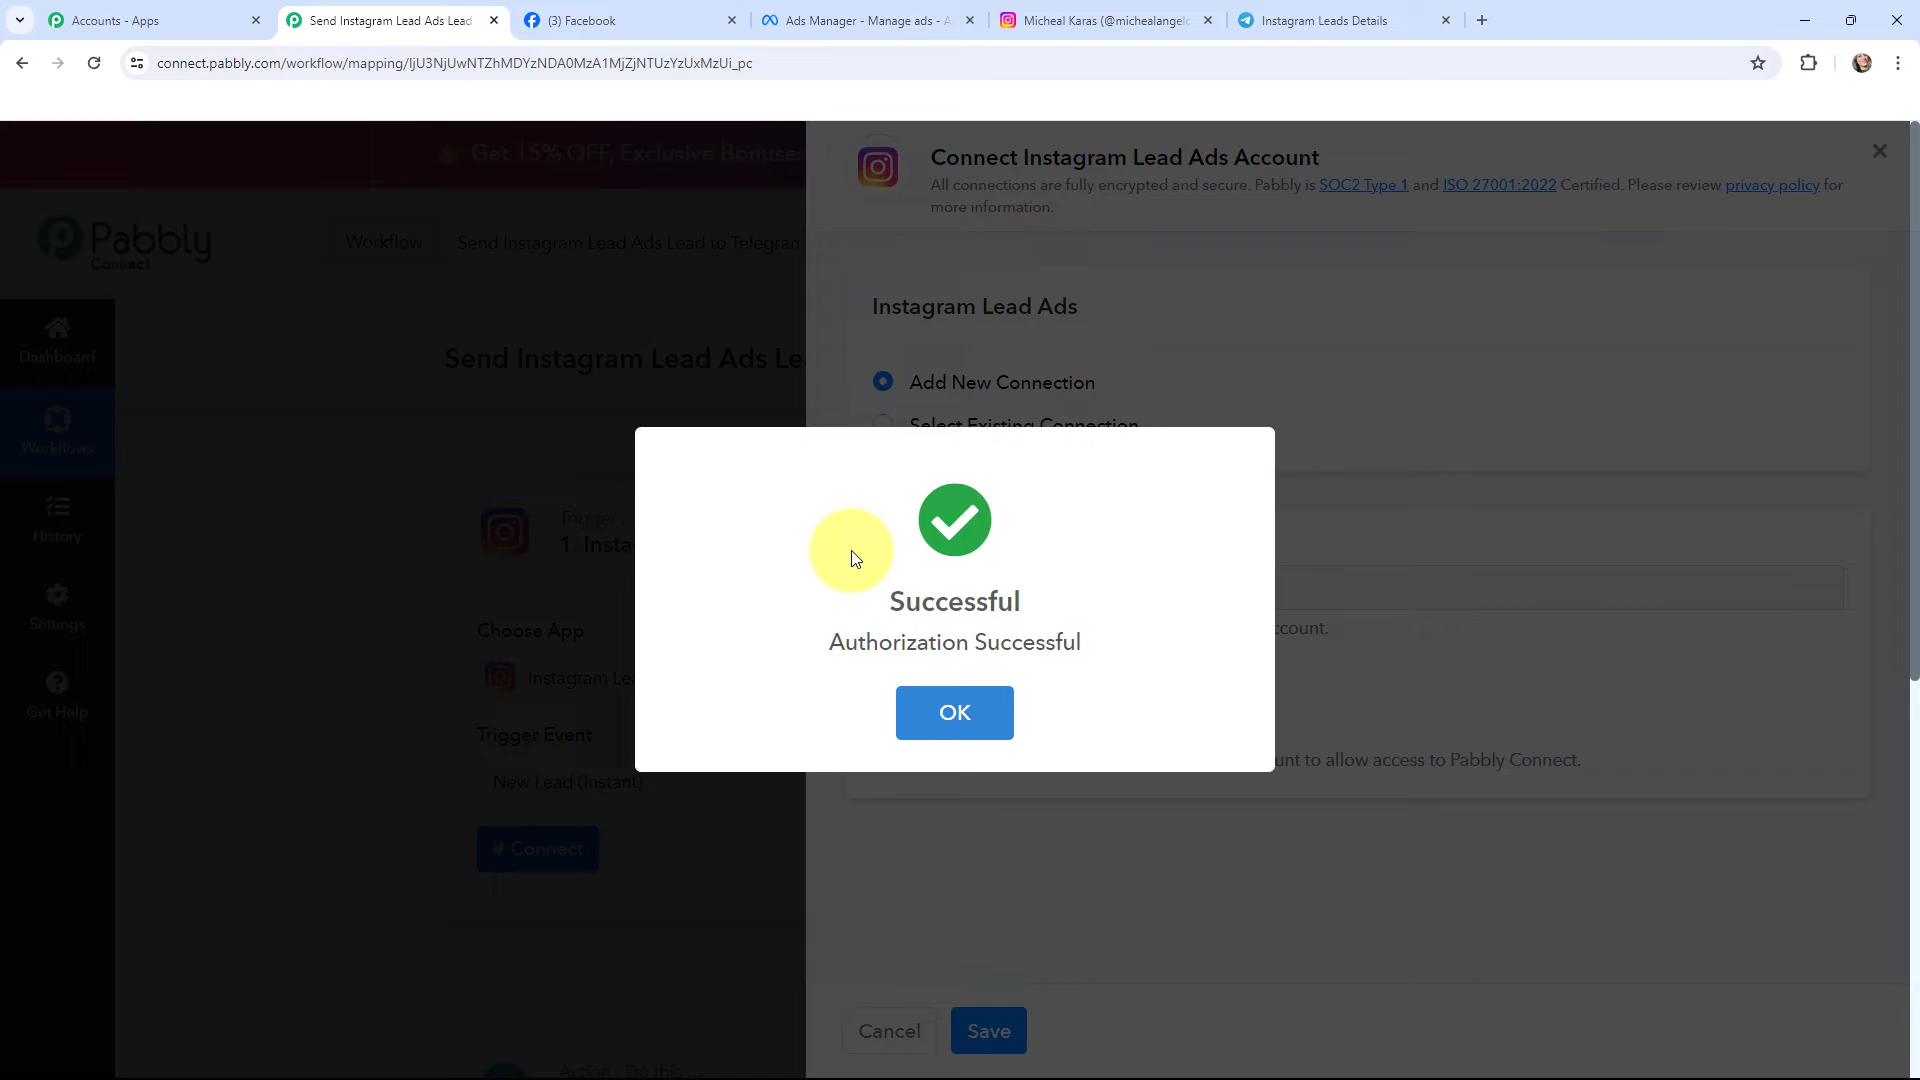 Accounts - Apps
Send Instagram Lead Ads Lead
(3) Facebook
Ads Manager - Manage ads - A
Micheal Karas (@michealangelo
Instagram Leads Details
connect.pabbly.com/workflow/mapping/IjU3NjUwNTZhMDYzNDA0MzA1MjZjNTUzYzUxMzUi_pc
Get 15% OFF, Exclusive Bonuses
Pabbly
Connect
Workflow
Send Instagram Lead Ads Lead to Telegram
Dashboard
Workflows
History
Settings
Get Help
Send Instagram Lead Ads Le
Trigger
1. Insta
Choose App
Instagram Le
Trigger Event
New Lead (Instant)
Connect
Action - Do this ...
Connect Instagram Lead Ads Account
All connections are fully encrypted and secure. Pabbly is SOC2 Type 1 and ISO 27001:2022 Certified. Please review privacy policy for
more information.
Instagram Lead Ads
Add New Connection
Select Existing Connection
ccount.
unt to allow access to Pabbly Connect.
Successful
Authorization Successful
OK
Cancel
Save